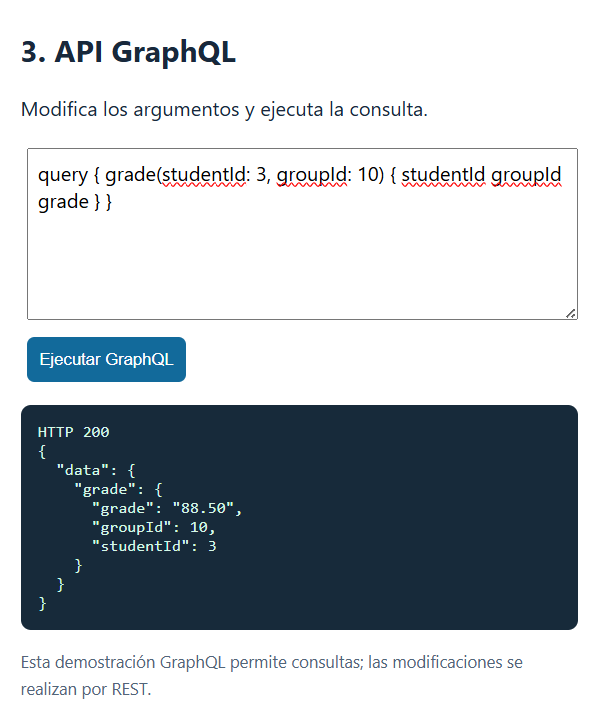 3. API GraphQL
Modifica los argumentos y ejecuta la consulta.
query { grade(studentId: 3, groupId: 10) { studentId groupId
grade } }
Ejecutar GraphQL
HTTP 200
{
  "data": {
    "grade": {
      "grade": "88.50",
      "groupId": 10,
      "studentId": 3
    }
  }
}
Esta demostración GraphQL permite consultas; las modificaciones se
realizan por REST.